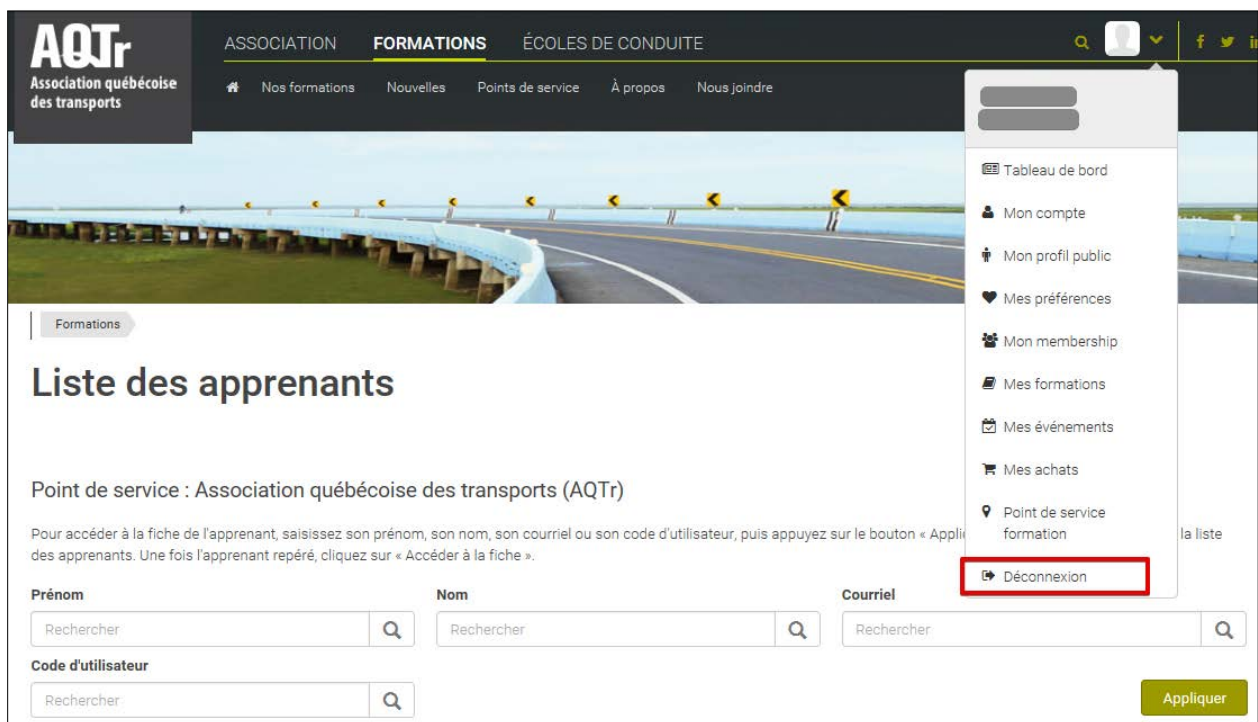 AQTr
Association québécoise
des transports
ASSOCIATION FORMATIONS ÉCOLES DE CONDUITE
Nos formations Nouvelles Points de service À propos Nous joindre
Tableau de bord
Mon compte
Mon profil public
Mes préférences
Mon membership
Mes formations
Mes événements
Mes achats
Point de service
formation
Déconnexion
Formations
Liste des apprenants
Point de service : Association québécoise des transports (AQTr)
Pour accéder à la fiche de l'apprenant, saisissez son prénom, son nom, son courriel ou son code d'utilisateur, puis appuyez sur le bouton « la liste
des apprenants. Une fois l'apprenant repéré, cliquez sur « Accéder à la fiche ».
Prénom Nom Courriel
Rechercher Rechercher Rechercher
Code d'utilisateur
Rechercher
Appliquer